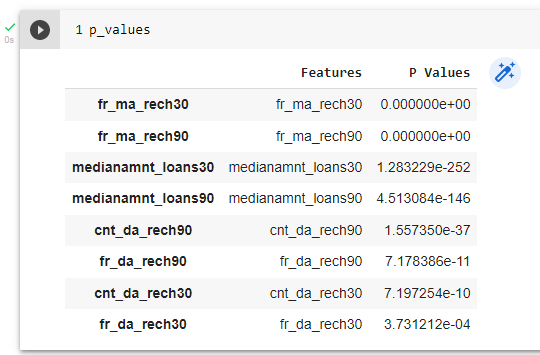 1 p_values
0s
Features P Values
fr_ma_rech30 fr_ma_rech30 0.000000e+00
fr_ma_rech90 fr_ma_rech90 0.000000e+00
medianamnt_loans30 medianamnt_loans30 1.283229e-252
medianamnt_loans90 medianamnt_loans90 4.513084e-146
cnt_da_rech90 cnt_da_rech90 1.557350e-37
fr_da_rech90 fr_da_rech90 7.178386e-11
cnt_da_rech30 cnt_da_rech30 7.197254e-10
fr_da_rech30 fr_da_rech30 3.731212e-04